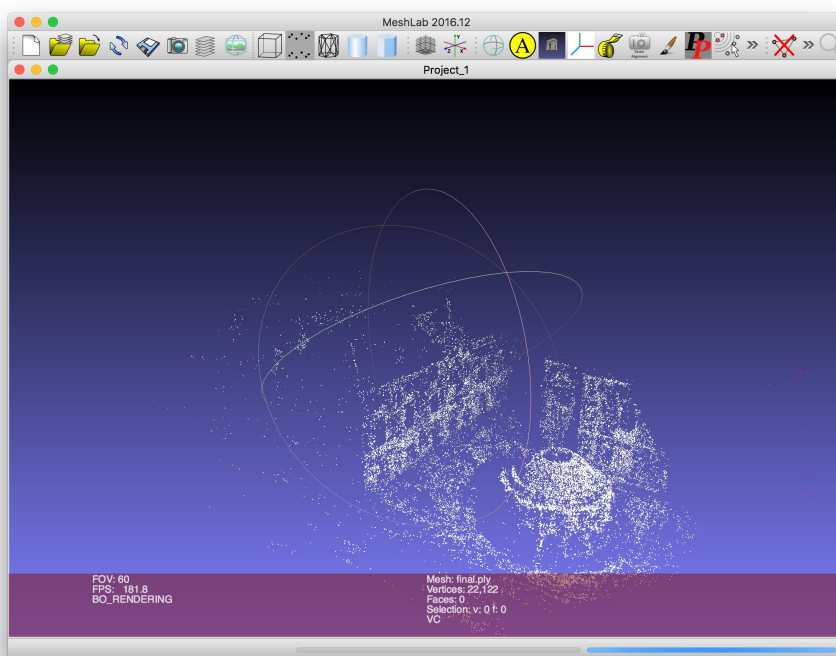 MeshLab 2016.12
A
PP
Project_1
FOV: 60
FPS: 181.8
BO_RENDERING
Mesh: final.ply
Vertices: 22,122
Faces: 0
Selection: v: 0 f: 0
VC